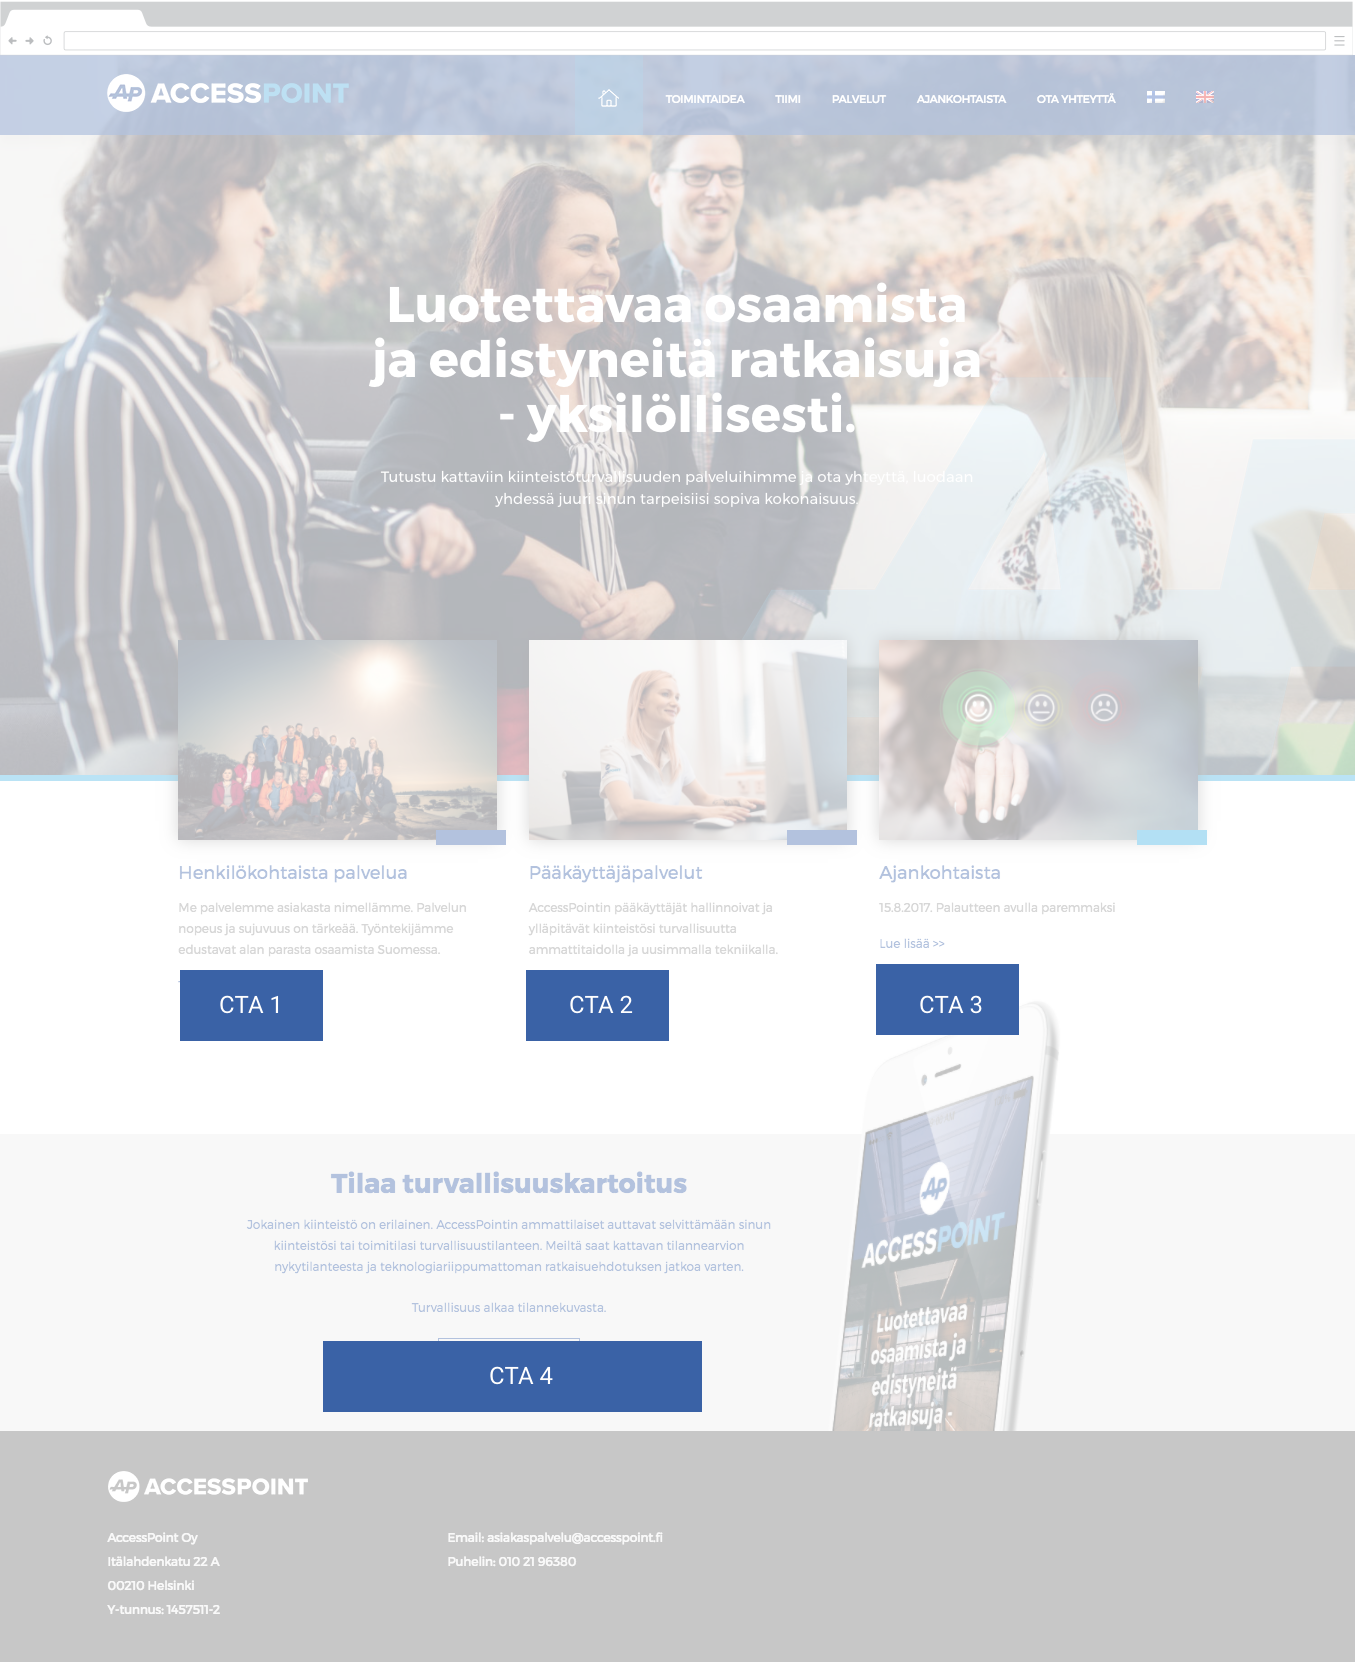 ACCESSPOINT
TOIMINTAIDEA TIIMI PALVELUT AJANKOHTAISTA OTA YHTEYTTÄ
Luotettavaa osaamista
ja edistyneitä ratkaisuja
- yksilöllisesti.
Tutustu kattaviin kiinteistöturvallisuuden palveluihimme ja ota yhteyttä, luodaan
yhdessä juuri sinun tarpeisiisi sopiva kokonaisuus.
Henkilökohtaista palvelua
Me palvelemme asiakasta nimellämme. Palvelun
nopeus ja sujuvuus on tärkeää. Työntekijämme
edustavat alan parasta osaamista Suomessa.
CTA 1
Pääkäyttäjäpalvelut
AccessPointin pääkäyttäjät hallinnoivat ja
ylläpitävät kiinteistösi turvallisuutta
ammattitaidolla ja uusimmalla tekniikalla.
CTA 2
Ajankohtaista
15.8.2017. Palautteen avulla paremmaksi
Lue lisää >>
CTA 3
Tilaa turvallisuuskartoitus
Jokainen kiinteistö on erilainen. AccessPointin ammattilaiset auttavat selvittämään sinun
kiinteistösi tai toimitilasi turvallisuustilanteen. Meiltä saat kattavan tilannearvion
nykytilanteesta ja teknologiariippumattoman ratkaisuehdotuksen jatkoa varten.
Turvallisuus alkaa tilannekuvasta.
CTA 4
AP
ACCESSPOINT
Luotettavaa
osaamista ja
edistyneitä
ratkaisuja -
AP ACCESSPOINT
AccessPoint Oy
Itälahdenkatu 22 A
00210 Helsinki
Y-tunnus: 1457511-2
Email: asiakaspalvelu@accesspoint.fi
Puhelin: 010 21 96380